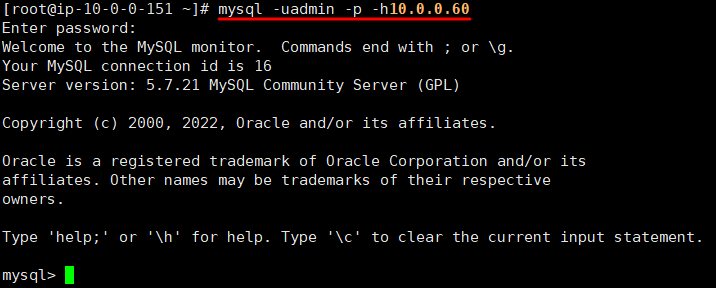 [root@ip-10-0-0-151 ~]# mysql -uadmin -p -h10.0.0.60
Enter password:
Welcome to the MySQL monitor.  Commands end with ; or \g.
Your MySQL connection id is 16
Server version: 5.7.21 MySQL Community Server (GPL)
Copyright (c) 2000, 2022, Oracle and/or its affiliates.
Oracle is a registered trademark of Oracle Corporation and/or its
affiliates. Other names may be trademarks of their respective
owners.
Type 'help;' or '\h' for help. Type '\c' to clear the current input statement.
mysql>